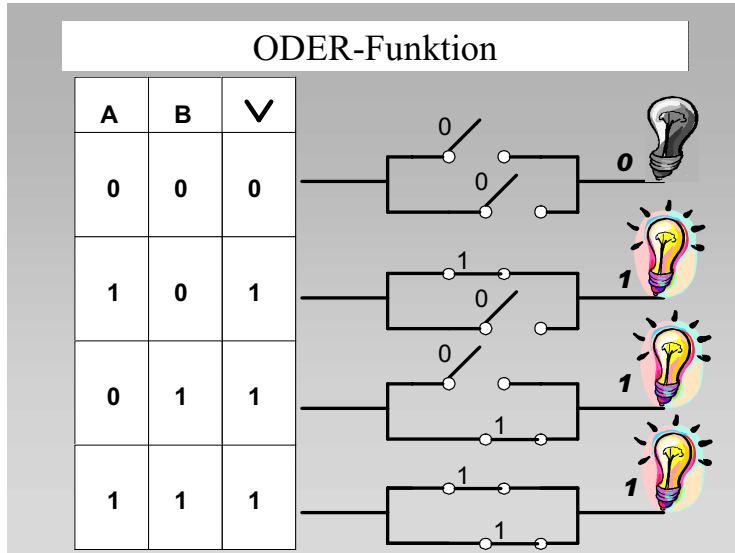 ODER-Funktion
A B ∨
0
0 0 0 0 0
1
1 0 1 0 1
0
0 1 1 1 1
1
1 1 1 1 1